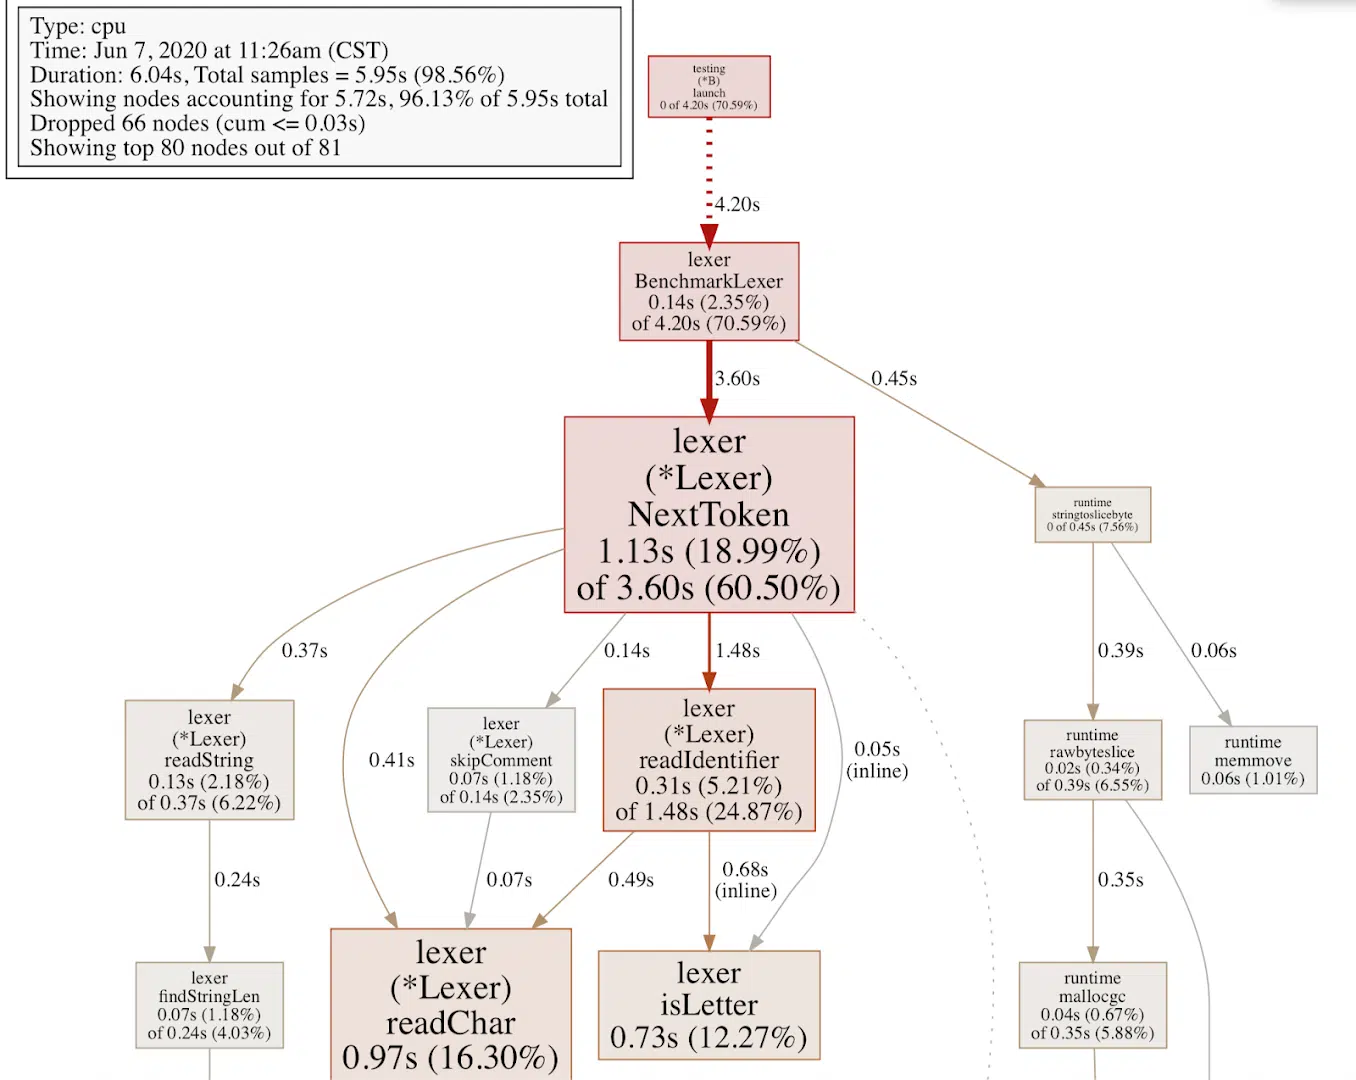 Type: cpu
Time: Jun 7, 2020 at 11:26am (CST)
Duration: 6.04s, Total samples = 5.95s (98.56%)
Showing nodes accounting for 5.72s, 96.13% of 5.95s total
Dropped 66 nodes (cum <= 0.03s)
Showing top 80 nodes out of 81
testing
(*B)
launch
0 of 4.20s (70.59%)
4.20s
lexer
BenchmarkLexer
0.14s (2.35%)
of 4.20s (70.59%)
3.60s
0.45s
lexer
(*Lexer)
NextToken
1.13s (18.99%)
of 3.60s (60.50%)
runtime
stringtoslicebyte
0 of 0.45s (7.56%)
0.37s
0.14s
1.48s
0.39s
0.06s
lexer
(*Lexer)
readString
0.13s (2.18%)
of 0.37s (6.22%)
0.41s
lexer
(*Lexer)
skipComment
0.07s (1.18%)
of 0.14s (2.35%)
lexer
(*Lexer)
readIdentifier
0.31s (5.21%)
of 1.48s (24.87%)
0.05s
(inline)
runtime
rawbyteslice
0.02s (0.34%)
of 0.39s (6.55%)
runtime
memmove
0.06s (1.01%)
0.24s
0.07s
0.49s
0.68s
(inline)
0.35s
lexer
findStringLen
0.07s (1.18%)
of 0.24s (4.03%)
lexer
(*Lexer)
readChar
0.97s (16.30%)
lexer
isLetter
0.73s (12.27%)
runtime
mallocgc
0.04s (0.67%)
of 0.35s (5.88%)